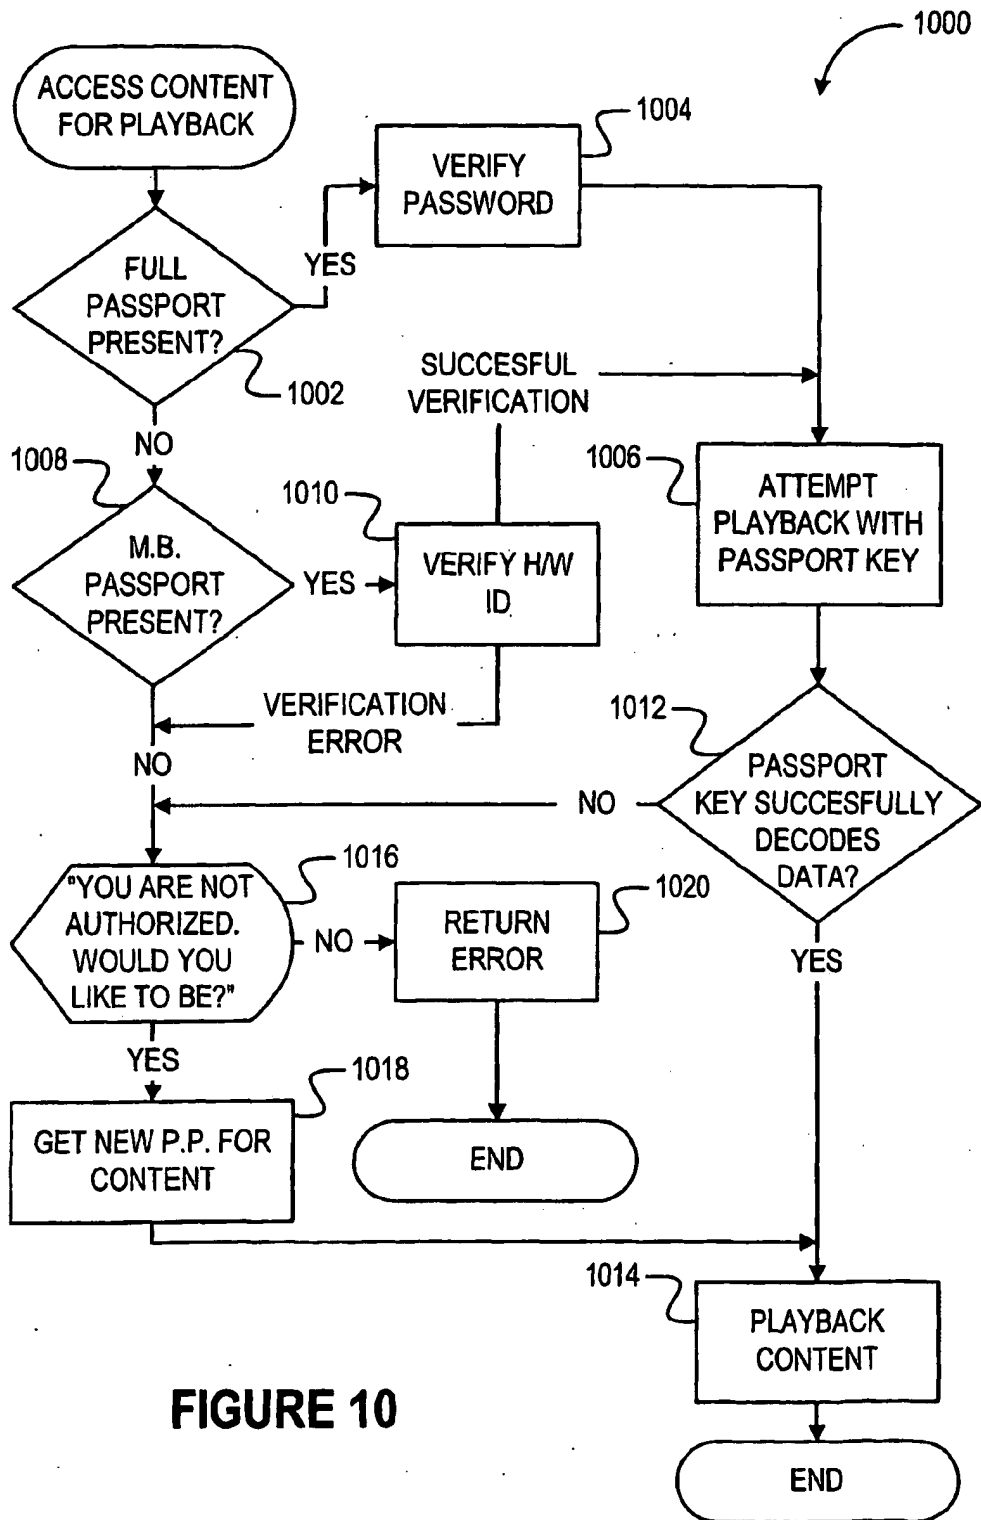 1000
ACCESS CONTENT
FOR PLAYBACK
1004
VERIFY
PASSWORD
YES
FULL
PASSPORT
PRESENT?
1002
SUCCESFUL
VERIFICATION
NO
1008
1010
1006
M.B.
PASSPORT
PRESENT?
YES
VERIFY H/W
ID
ATTEMPT
PLAYBACK WITH
PASSPORT KEY
VERIFICATION
ERROR
NO
1012
PASSPORT
KEY SUCCESFULLY
DECODES
DATA?
NO
1016
"YOU ARE NOT
AUTHORIZED.
WOULD YOU
LIKE TO BE?"
NO
1020
RETURN
ERROR
YES
YES
1018
GET NEW P.P. FOR
CONTENT
END
1014
PLAYBACK
CONTENT
FIGURE 10
END